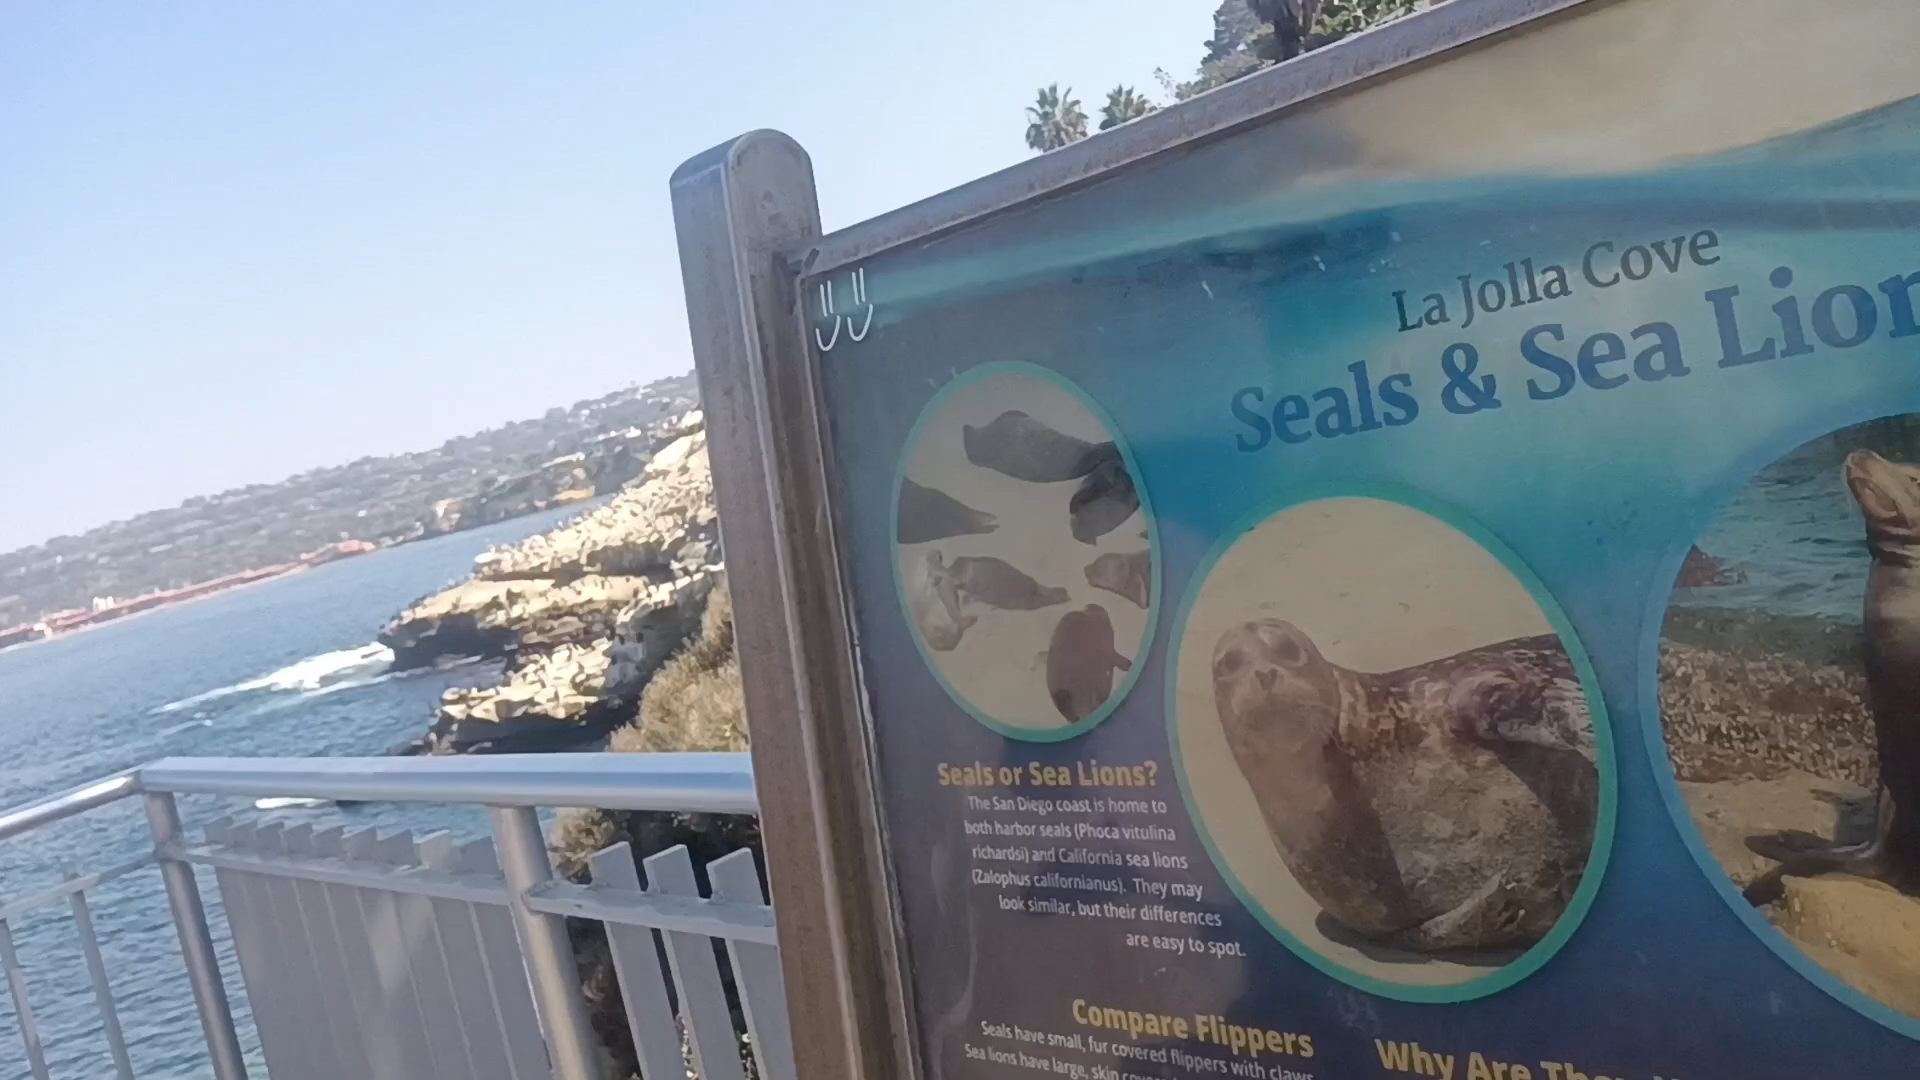 La Jolla Cove
Seals & Sea Lion
Seals or Sea Lions?
The San Diego coast is home to
both harbor seals (Phoca vitulina
richardsi) and California sea lions
(Zalophus californianus). They may
look similar, but their differences
are easy to spot.
Compare Flippers
Seals have small, fur covered flippers with claws
Sea lions have large, skin
Why Are